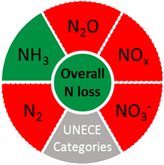 N₂O
NH₃
NOₓ
Overall
N loss
N₂
NO₃⁻
UNECE
Categories